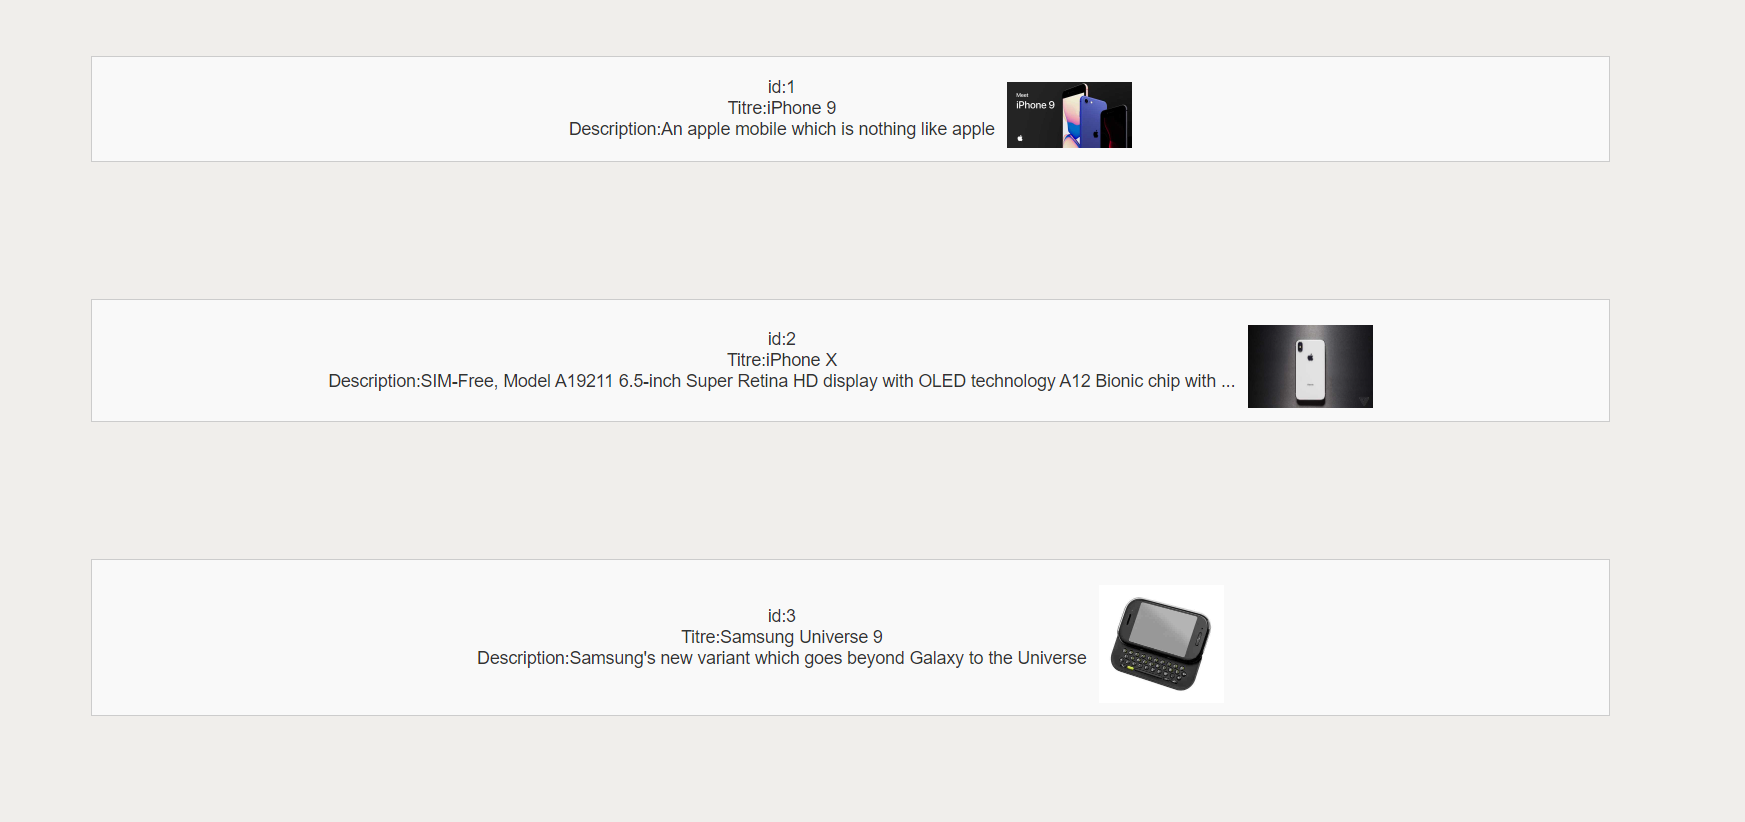 id:1
Titre:iPhone 9
Description:An apple mobile which is nothing like apple
Meet
iPhone 9
id:2
Titre:iPhone X
Description:SIM-Free, Model A19211 6.5-inch Super Retina HD display with OLED technology A12 Bionic chip with ...
id:3
Titre:Samsung Universe 9
Description:Samsung's new variant which goes beyond Galaxy to the Universe